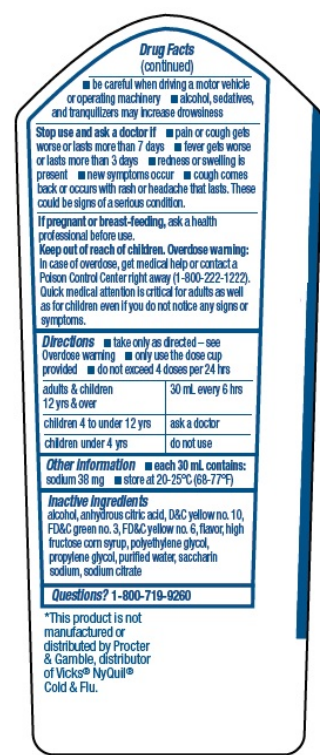 Drug Facts
(continued)
■ be careful when driving a motor vehicle
or operating machinery ■ alcohol, sedatives,
and tranquilizers may increase drowsiness
Stop use and ask a doctor if ■ pain or cough gets
worse or lasts more than 7 days ■ fever gets worse
or lasts more than 3 days ■ redness or swelling is
present ■ new symptoms occur ■ cough comes
back or occurs with rash or headache that lasts. These
could be signs of a serious condition.
If pregnant or breast-feeding, ask a health
professional before use.
Keep out of reach of children. Overdose warning:
In case of overdose, get medical help or contact a
Poison Control Center right away (1-800-222-1222).
Quick medical attention is critical for adults as well
as for children even if you do not notice any signs or
symptoms.
Directions ■ take only as directed – see
Overdose warning ■ only use the dose cup
provided ■ do not exceed 4 doses per 24 hrs
adults & children 30 mL every 6 hrs
12 yrs & over
children 4 to under 12 yrs ask a doctor
children under 4 yrs do not use
Other information ■ each 30 mL contains:
sodium 38 mg ■ store at 20-25°C (68-77°F)
Inactive ingredients
alcohol, anhydrous citric acid, D&C yellow no. 10,
FD&C green no. 3, FD&C yellow no. 6, flavor, high
fructose corn syrup, polyethylene glycol,
propylene glycol, purified water, saccharin
sodium, sodium citrate
Questions? 1-800-719-9260
*This product is not
manufactured or
distributed by Procter
& Gamble, distributor
of Vicks® NyQuil®
Cold & Flu.